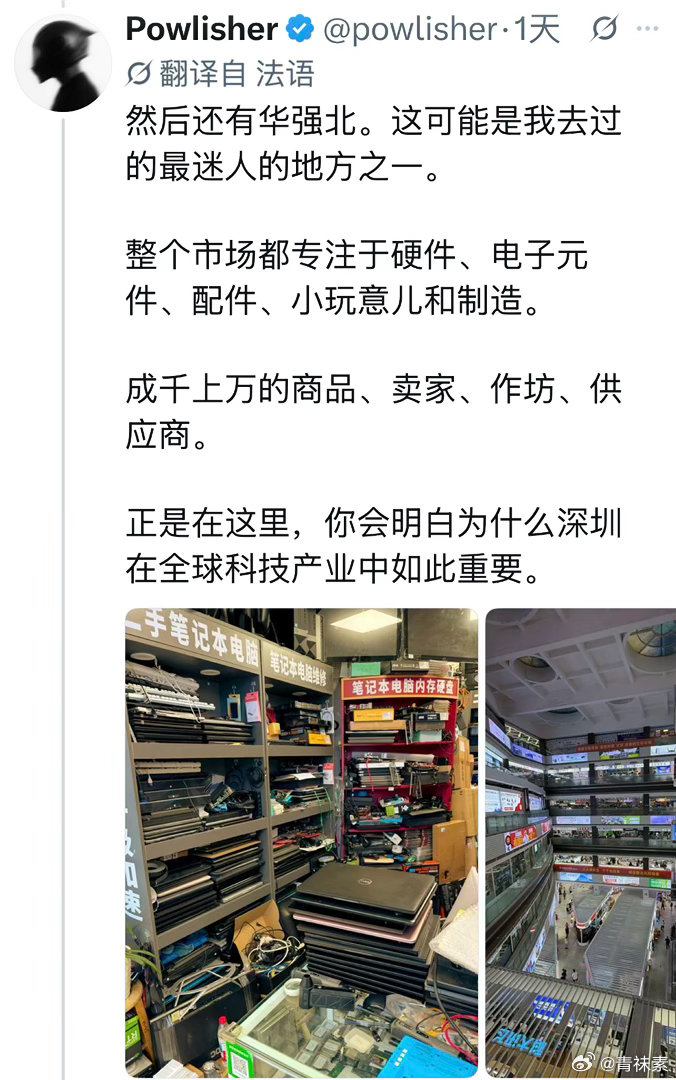 Powlisher @powlisher·1天
翻译自 法语
然后还有华强北。这可能是我去过
的最迷人的地方之一。
整个市场都专注于硬件、电子元
件、配件、小玩意儿和制造。
成千上万的商品、卖家、作坊、供
应商。
正是在这里，你会明白为什么深圳
在全球科技产业中如此重要。
二手笔记本电脑
笔记本电脑维修
笔记本电脑内存硬盘
@青袜素